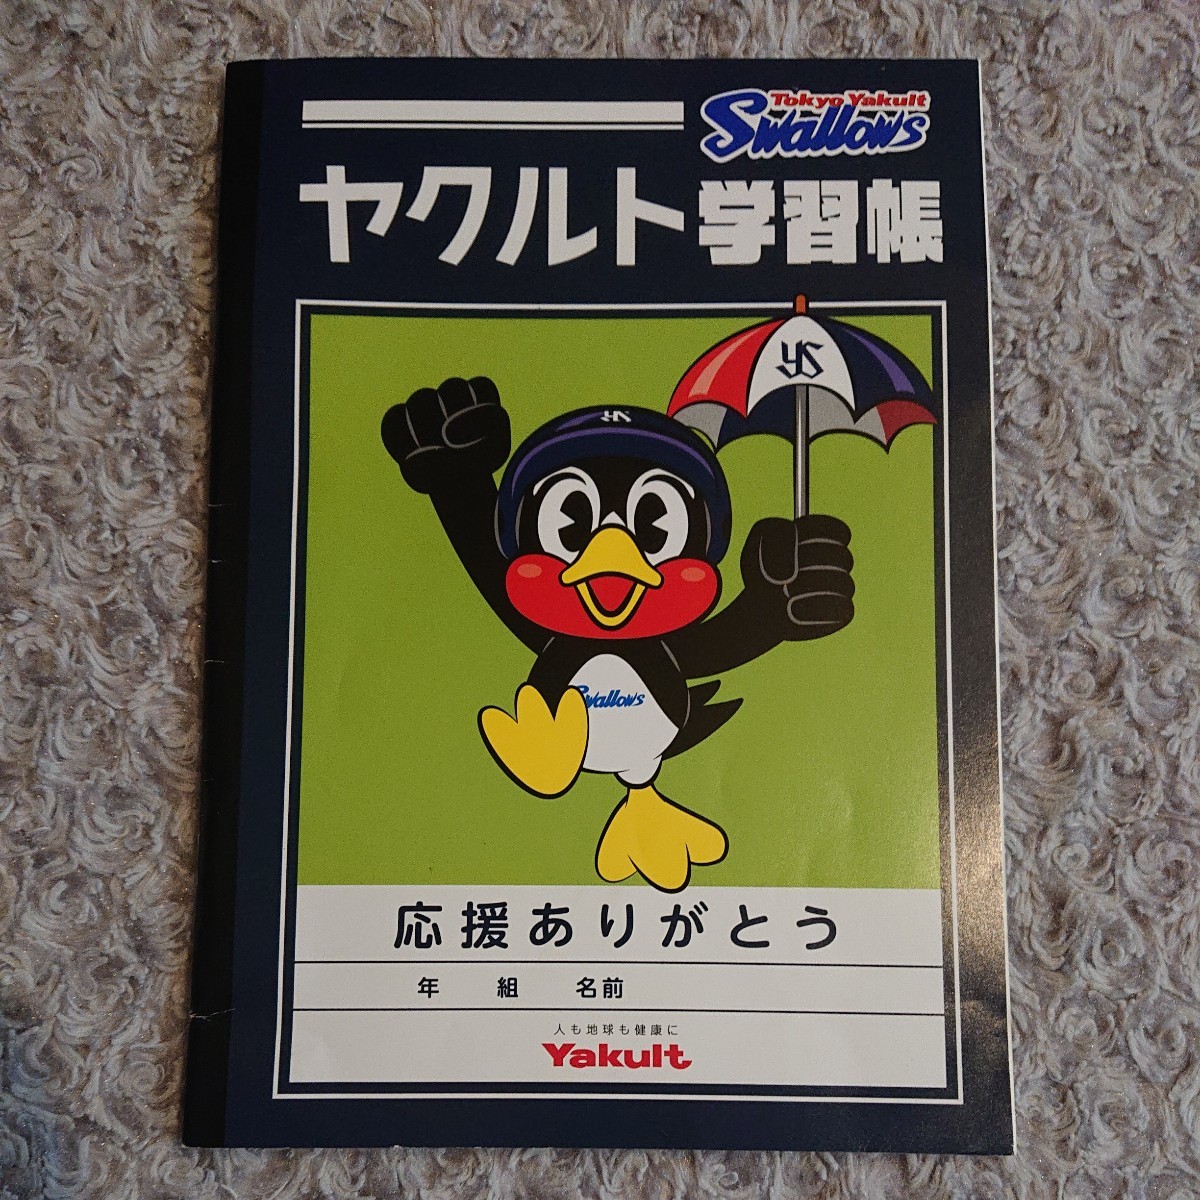 Tokyo Yakult
Swallows
ヤクルト学習帳
YS
YS
Swallows
応援ありがとう
年 組 名前
人も地球も健康に
Yakult